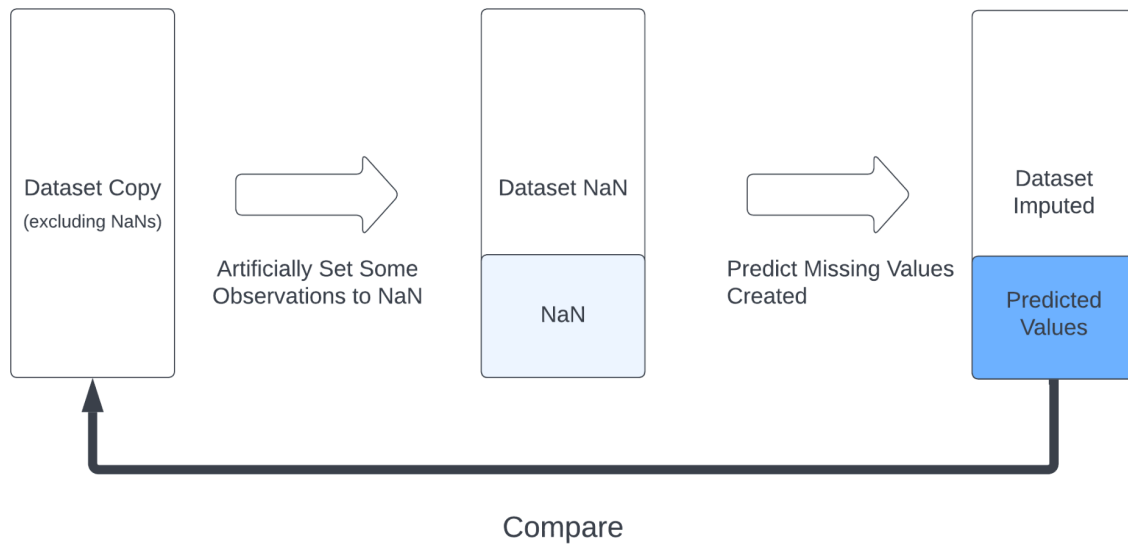 Dataset Copy
(excluding NaNs)
Artificially Set Some
Observations to NaN
Dataset NaN
NaN
Predict Missing Values
Created
Dataset
Imputed
Predicted
Values
Compare